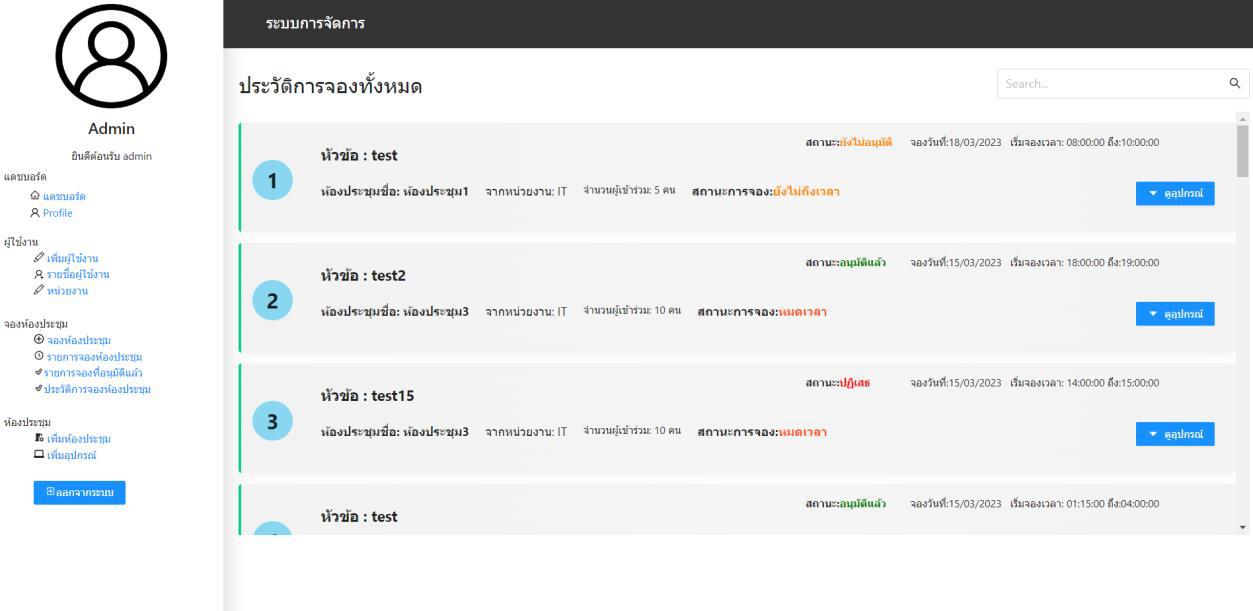 Admin
ยินดีต้อนรับ admin
แดชบอร์ด
แดชบอร์ด
Profile
ผู้ใช้งาน
เพิ่มผู้ใช้งาน
รายชื่อผู้ใช้งาน
หน่วยงาน
จองห้องประชุม
จองห้องประชุม
รายการจองห้องประชุม
รายการจองที่อนุมัติแล้ว
ประวัติการจองห้องประชุม
ห้องประชุม
เพิ่มห้องประชุม
เพิ่มอุปกรณ์
ออกจากระบบ
ระบบการจัดการ
ประวัติการจองทั้งหมด
Search...
สถานะ:ยังไม่อนุมัติ จองวันที่:18/03/2023 เริ่มจองเวลา: 08:00:00 ถึง:10:00:00
หัวข้อ : test
1
ห้องประชุมชื่อ: ห้องประชุม1 จากหน่วยงาน: IT จำนวนผู้เข้าร่วม: 5 คน สถานะการจอง:ยังไม่ถึงเวลา ดูอุปกรณ์
สถานะ:อนุมัติแล้ว จองวันที่:15/03/2023 เริ่มจองเวลา: 18:00:00 ถึง:19:00:00
หัวข้อ : test2
2
ห้องประชุมชื่อ: ห้องประชุม3 จากหน่วยงาน: IT จำนวนผู้เข้าร่วม: 10 คน สถานะการจอง:หมดเวลา ดูอุปกรณ์
สถานะ:ปฏิเสธ จองวันที่:15/03/2023 เริ่มจองเวลา: 14:00:00 ถึง:15:00:00
หัวข้อ : test15
3
ห้องประชุมชื่อ: ห้องประชุม3 จากหน่วยงาน: IT จำนวนผู้เข้าร่วม: 10 คน สถานะการจอง:หมดเวลา ดูอุปกรณ์
สถานะ:อนุมัติแล้ว จองวันที่:15/03/2023 เริ่มจองเวลา: 01:15:00 ถึง:04:00:00
หัวข้อ : test